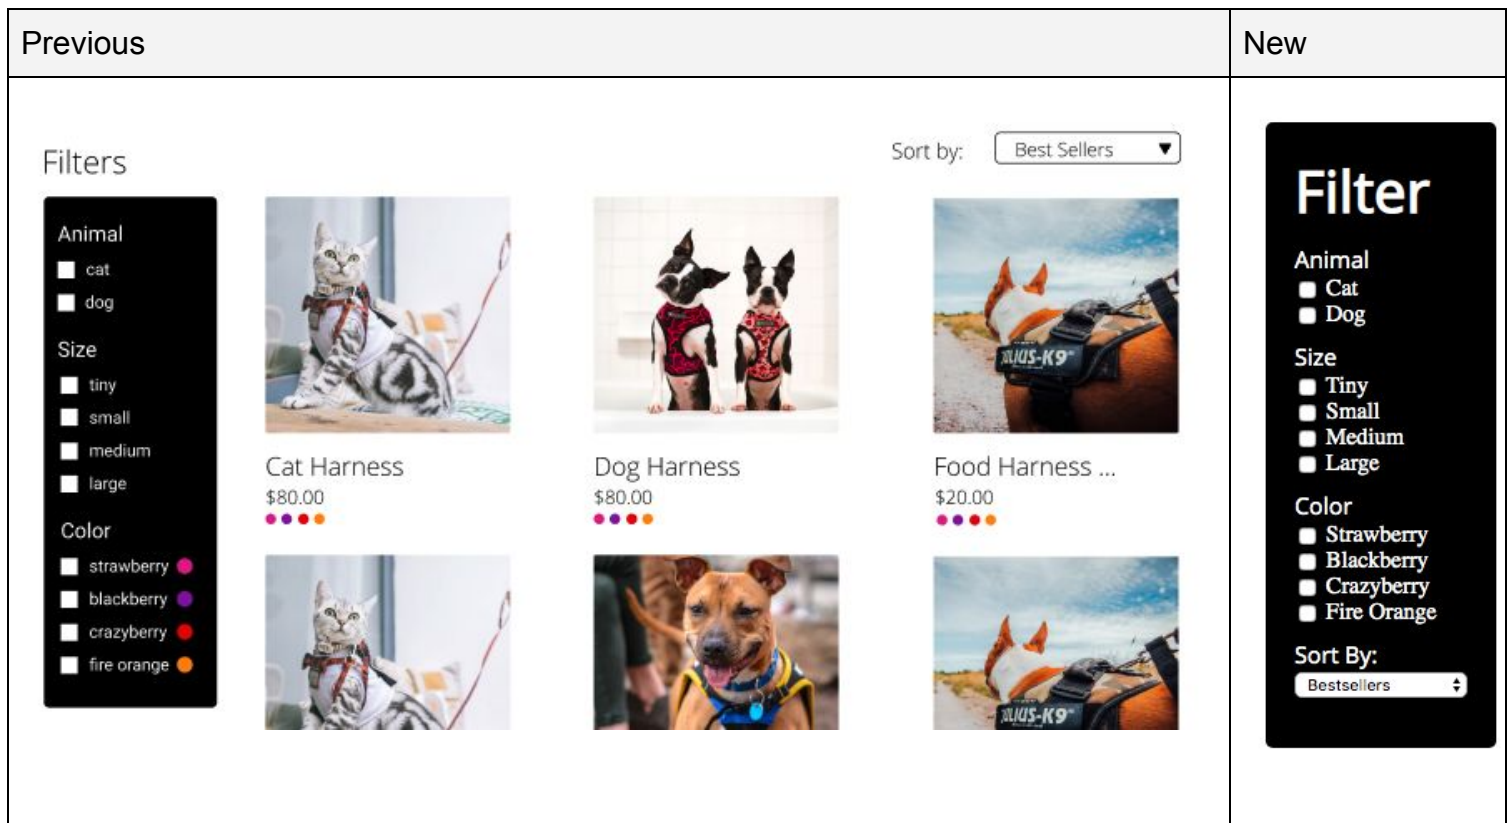 Previous
New
Filters
Sort by: Best Sellers
Animal
cat
dog
Size
tiny
small
medium
large
Color
strawberry
blackberry
crazyberry
fire orange
JULIUS-K9
Cat Harness
$80.00
Dog Harness
$80.00
Food Harness ...
$20.00
JULIUS-K9
Filter
Animal
Cat
Dog
Size
Tiny
Small
Medium
Large
Color
Strawberry
Blackberry
Crazyberry
Fire Orange
Sort By:
Bestsellers